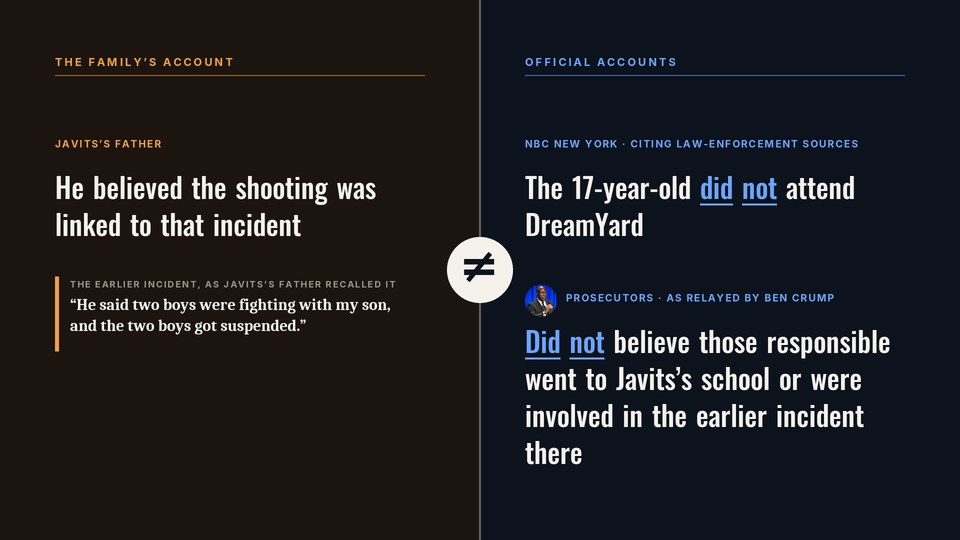 THE FAMILY’S ACCOUNT
JAVITS’S FATHER
He believed the shooting was
linked to that incident
THE EARLIER INCIDENT, AS JAVITS’S FATHER RECALLED IT
“He said two boys were fighting with my son,
and the two boys got suspended.”
≠
OFFICIAL ACCOUNTS
NBC NEW YORK · CITING LAW-ENFORCEMENT SOURCES
The 17-year-old did not attend
DreamYard
PROSECUTORS · AS RELAYED BY BEN CRUMP
Did not believe those responsible
went to Javits’s school or were
involved in the earlier incident
there